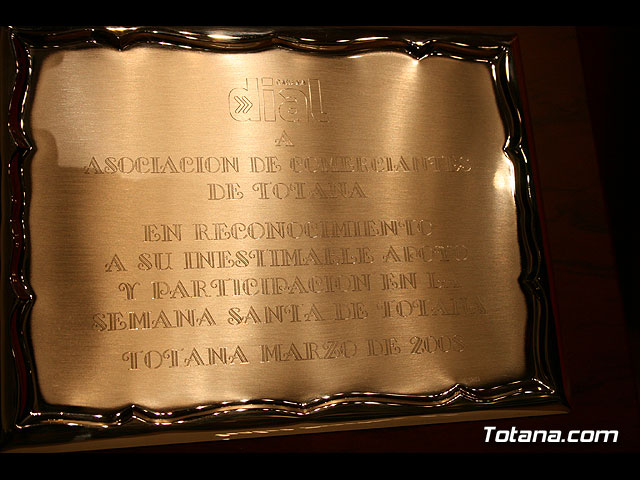 dial
A
ASOCIACION DE COMERCIANTES
DE TOTANA
EN RECONOCIMIENTO
A SU INESTIMABLE APOYO
Y PARTICIPACION EN LA
SEMANA SANTA DE TOTANA
TOTANA MARZO DE 2008
Totana.com